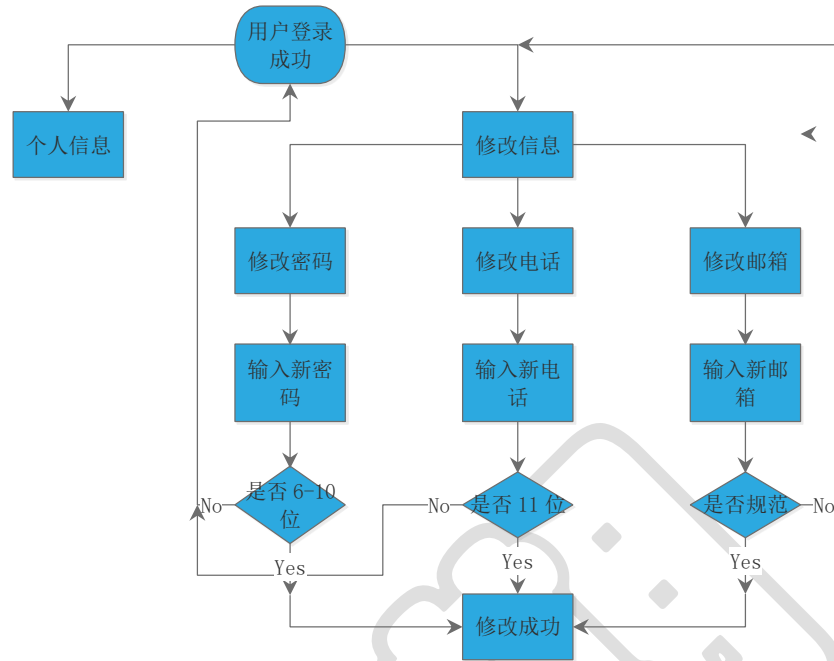 用户登录
成功
个人信息
修改信息
修改密码
修改电话
修改邮箱
输入新密
码
输入新电
话
输入新邮
箱
No
是否 6-10
位
No
是否 11 位
是否规范
No
Yes
Yes
Yes
修改成功